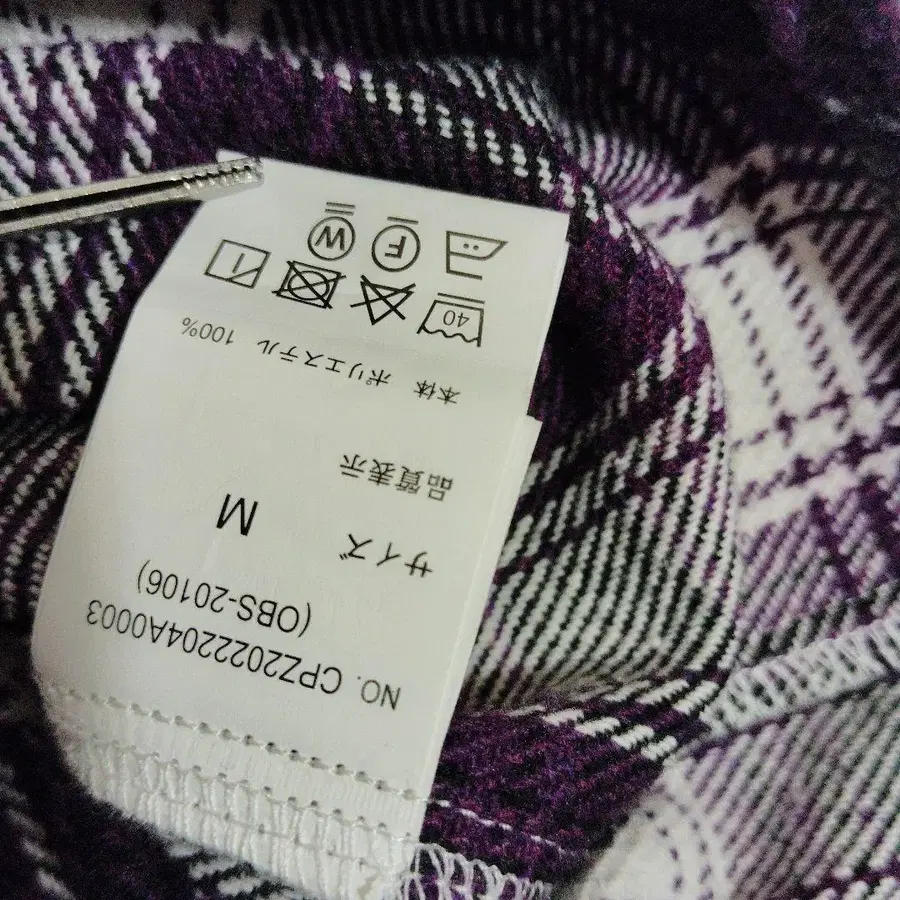 NO. CPZ2022204A0003
(OBS-20106)
サイズ M
品質表示
本体 ポリエステル 100%
40
F W